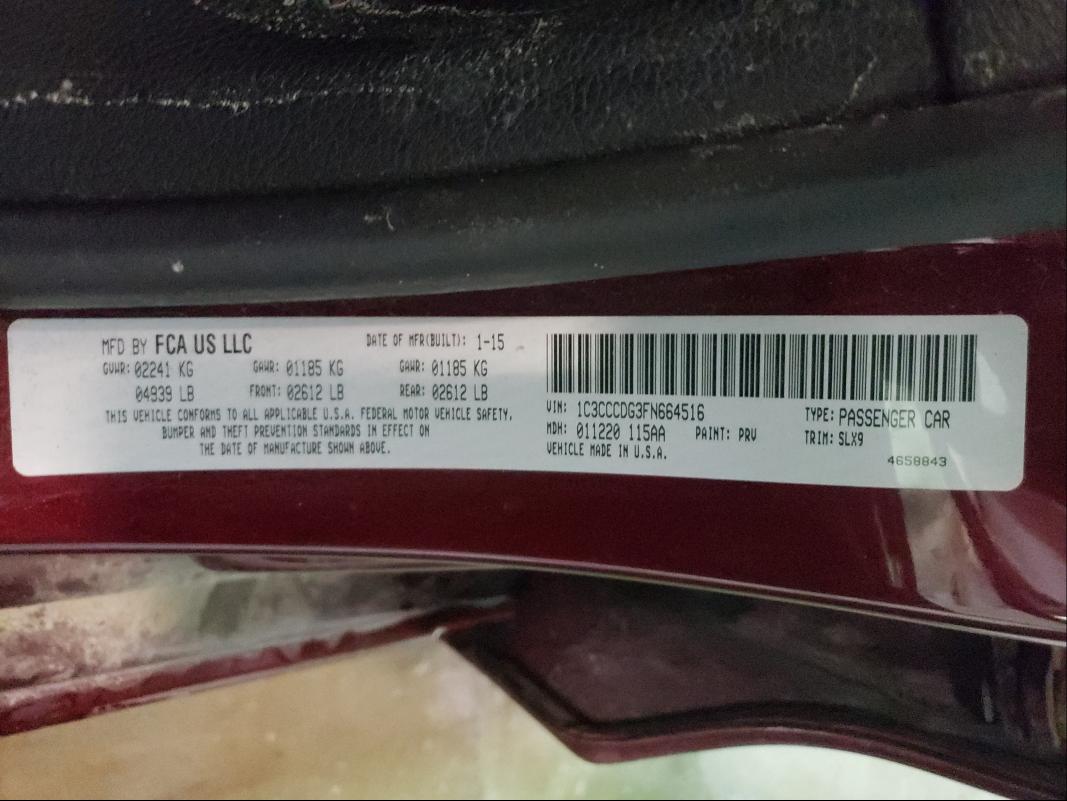 MFD BY FCA US LLC DATE OF MFR(BUILT): 1-15
GVWR: 02241 KG GAWR: 01185 KG GAWR: 01185 KG
04939 LB FRONT: 02612 LB REAR: 02612 LB
THIS VEHICLE CONFORMS TO ALL APPLICABLE U.S.A. FEDERAL MOTOR VEHICLE SAFETY,
BUMPER AND THEFT PREVENTION STANDARDS IN EFFECT ON
THE DATE OF MANUFACTURE SHOWN ABOVE.
VIN: 1C3CCCDG3FN664516 TYPE: PASSENGER CAR
MDH: 011220 115AA PAINT: PRV TRIM: SLX9
VEHICLE MADE IN U.S.A.
4658843